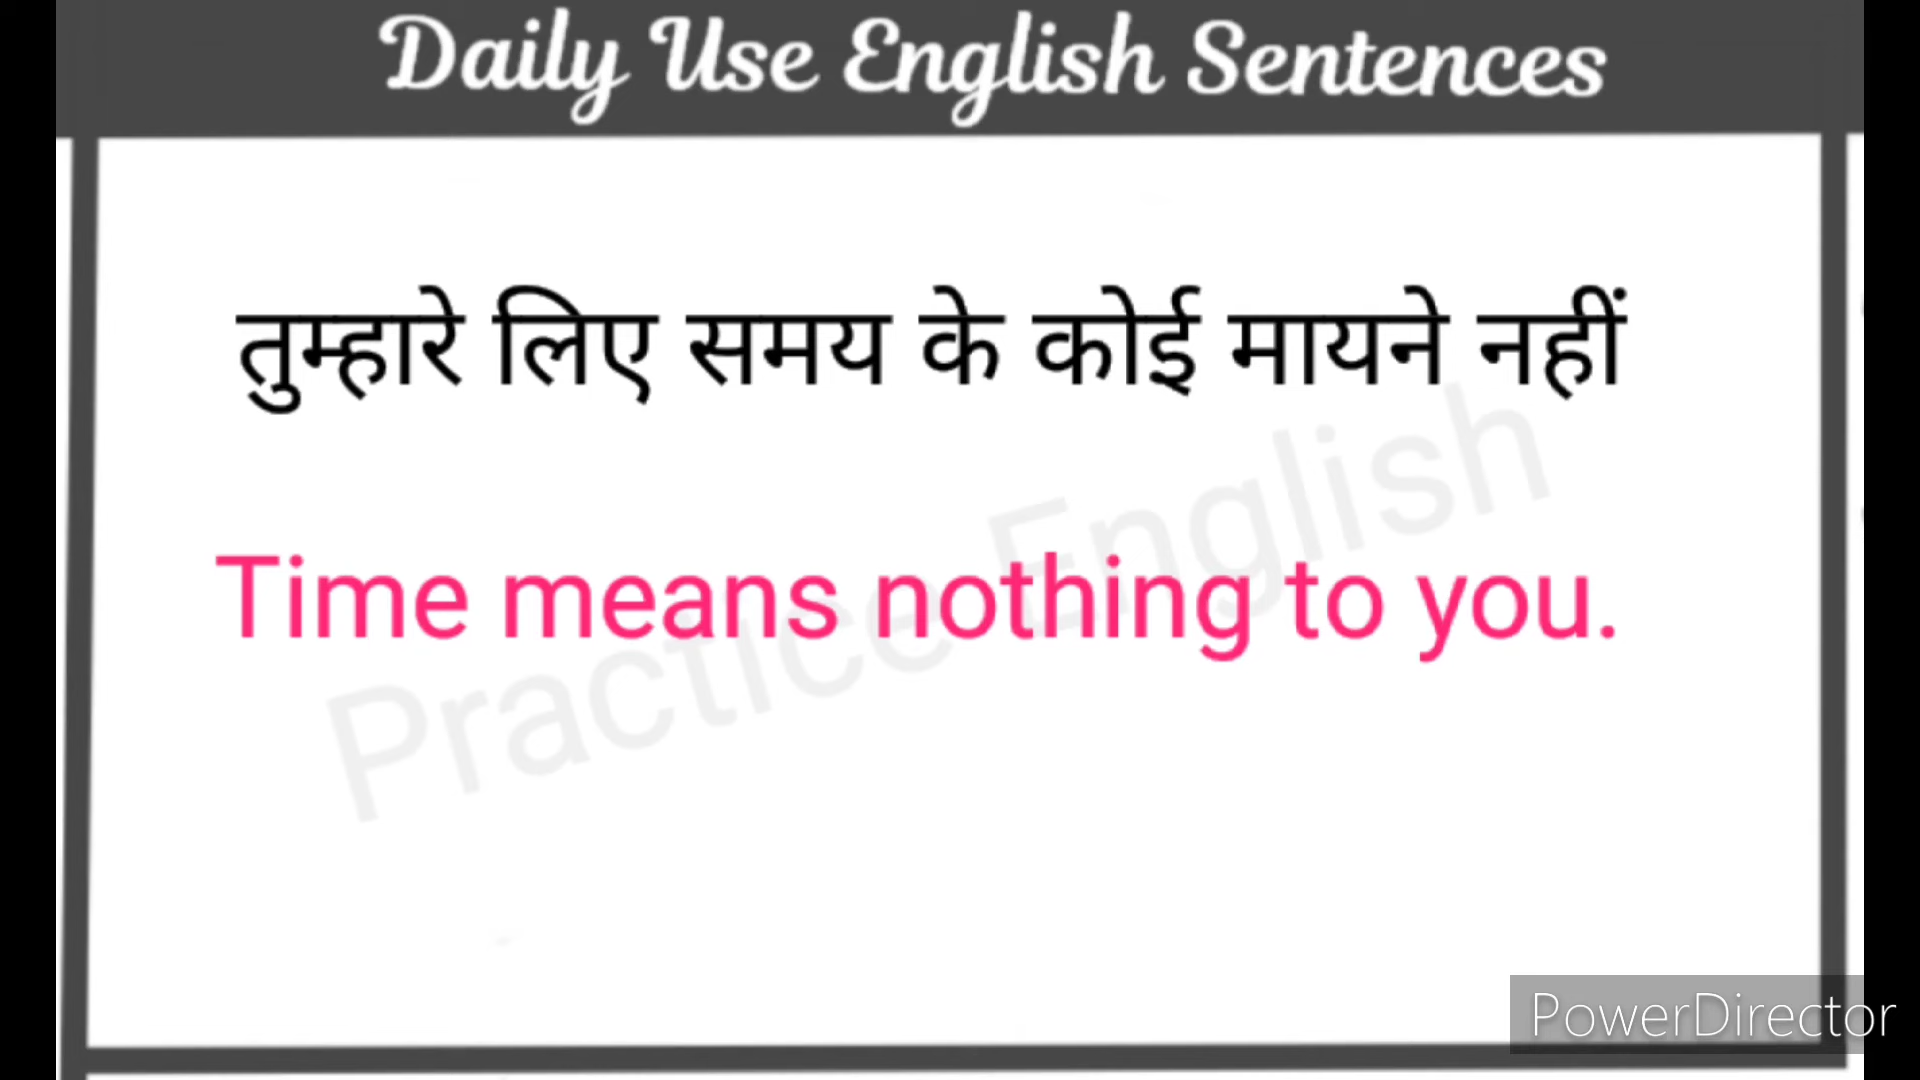 Daily Use English Sentences
तुम्हारे लिए समय के कोई मायने नहीं
Time means nothing to you.
Practice English
PowerDirector